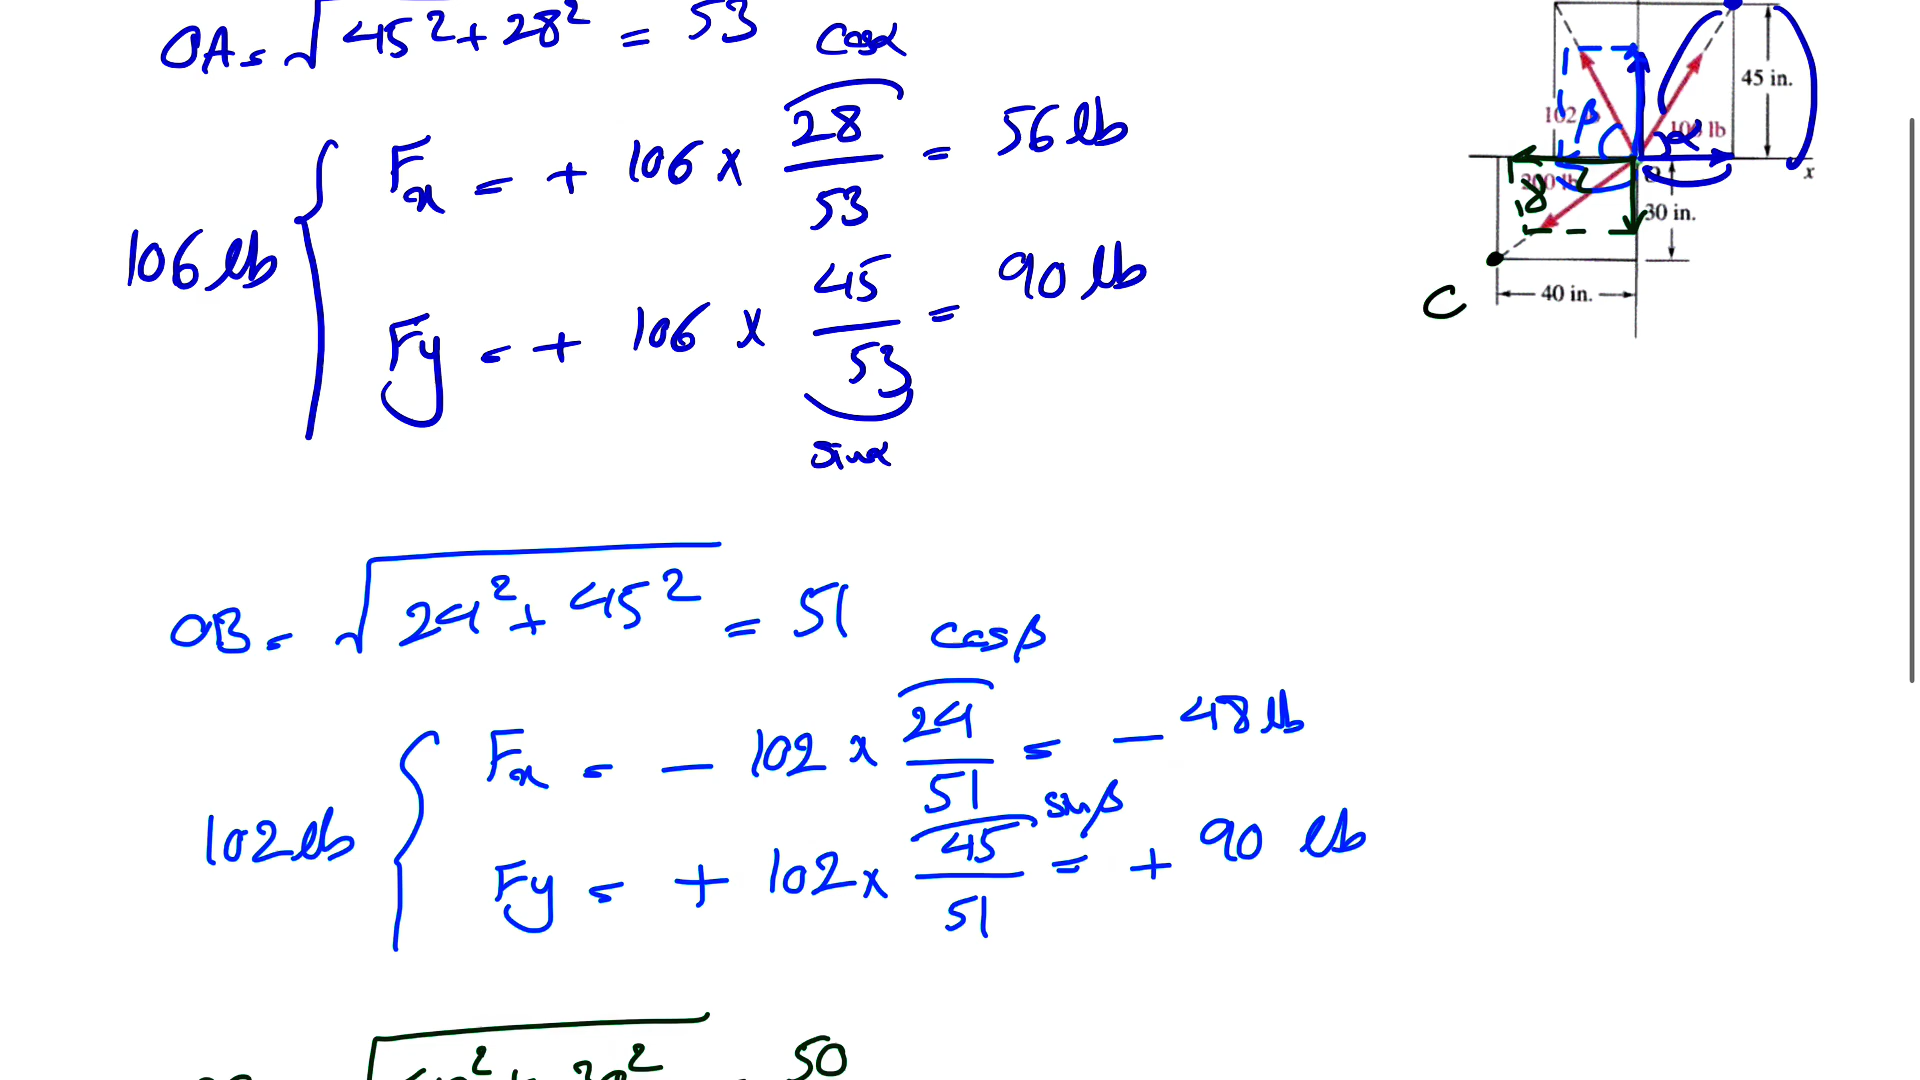 OA = √45² + 28² = 53
cosα
106 lb
Fx = + 106 x 28/53 = 56 lb
Fy = + 106 x 45/53 = 90 lb
sinα
OB = √24² + 45² = 51
cosβ
102 lb
Fx = - 102 x 24/51 = - 48 lb
sinβ
Fy = + 102 x 45/51 = + 90 lb
50
45 in.
102
β
lb
α
x
γ
30 in.
C
40 in.